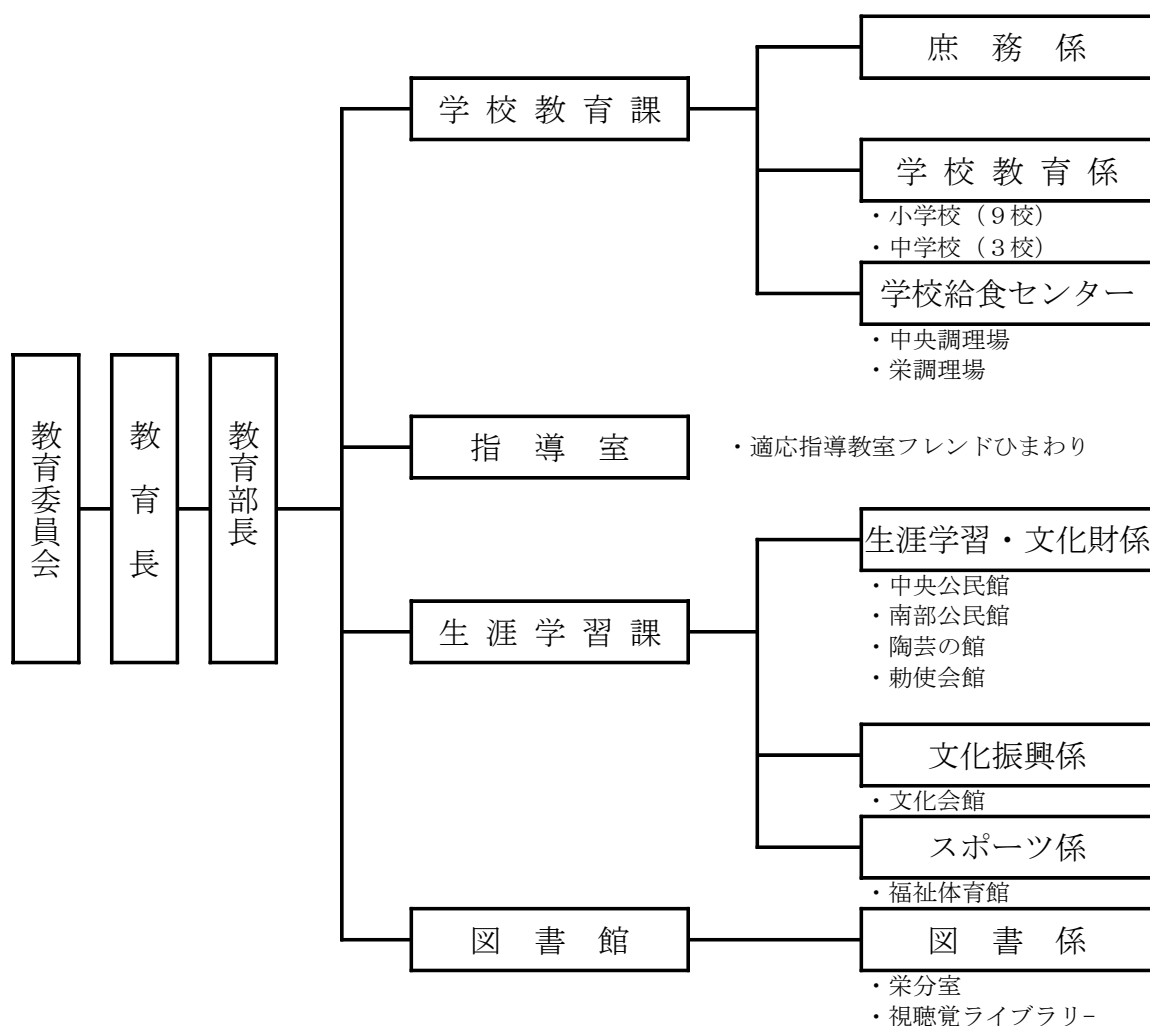 教育委員会
教育長
教育部長
学校教育課
庶務係
学校教育係
・小学校（９校）
・中学校（３校）
学校給食センター
・中央調理場
・栄調理場
指導室
・適応指導教室フレンドひまわり
生涯学習課
生涯学習・文化財係
・中央公民館
・南部公民館
・陶芸の館
・勅使会館
文化振興係
・文化会館
スポーツ係
・福祉体育館
図書館
図書係
・栄分室
・視聴覚ライブラリｰ